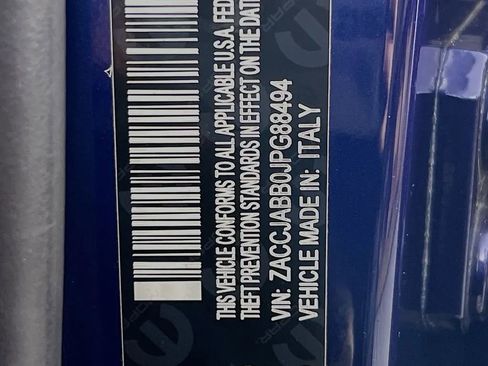 THIS VEHICLE CONFORMS TO ALL APPLICABLE U.S.A. FED
THEFT PREVENTION STANDARDS IN EFFECT ON THE DAT
VIN: ZACCJABB0JPG88494
VEHICLE MADE IN: ITALY